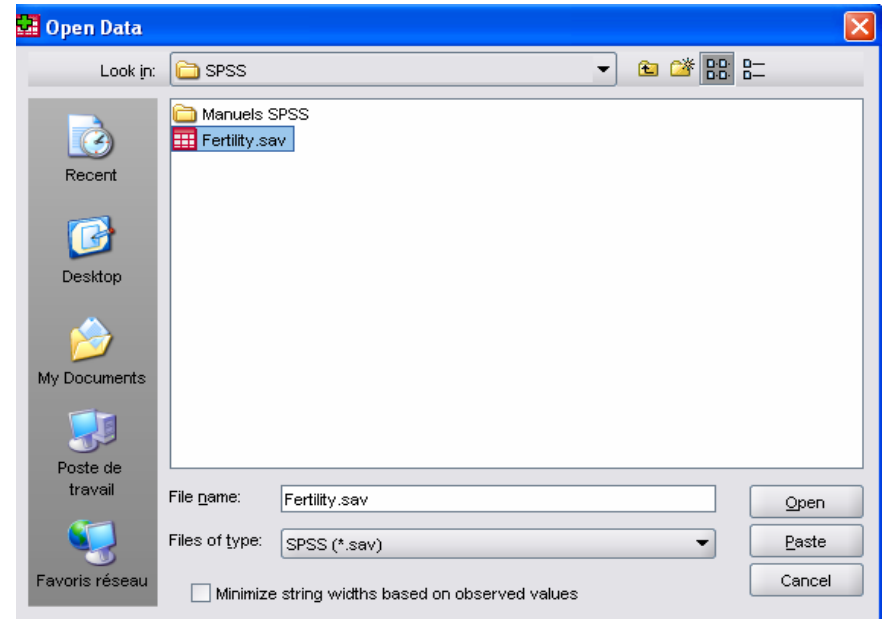 Open Data
Look in:
SPSS
Manuels SPSS
Fertility.sav
Recent
Desktop
My Documents
Poste de
travail
Favoris réseau
File name:
Fertility.sav
Open
Files of type:
SPSS (*.sav)
Paste
Minimize string widths based on observed values
Cancel